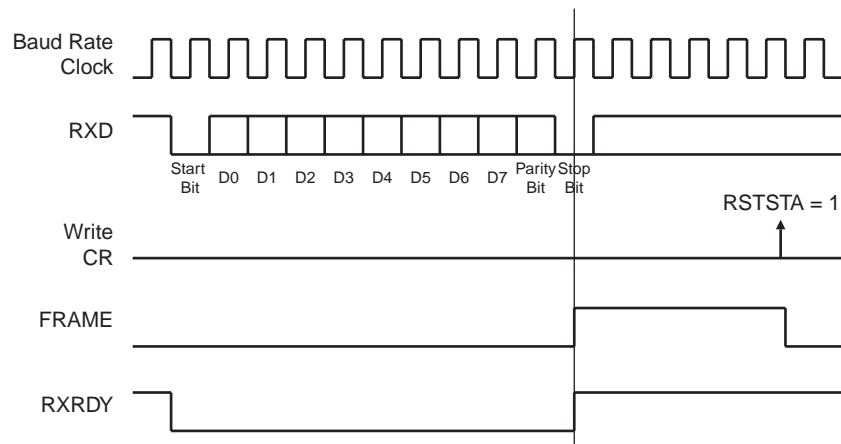 Baud Rate
Clock
RXD
Start
Bit
D0 D1 D2 D3 D4 D5 D6 D7
Parity
Bit
Stop
Bit
RSTSTA = 1
Write
CR
FRAME
RXRDY